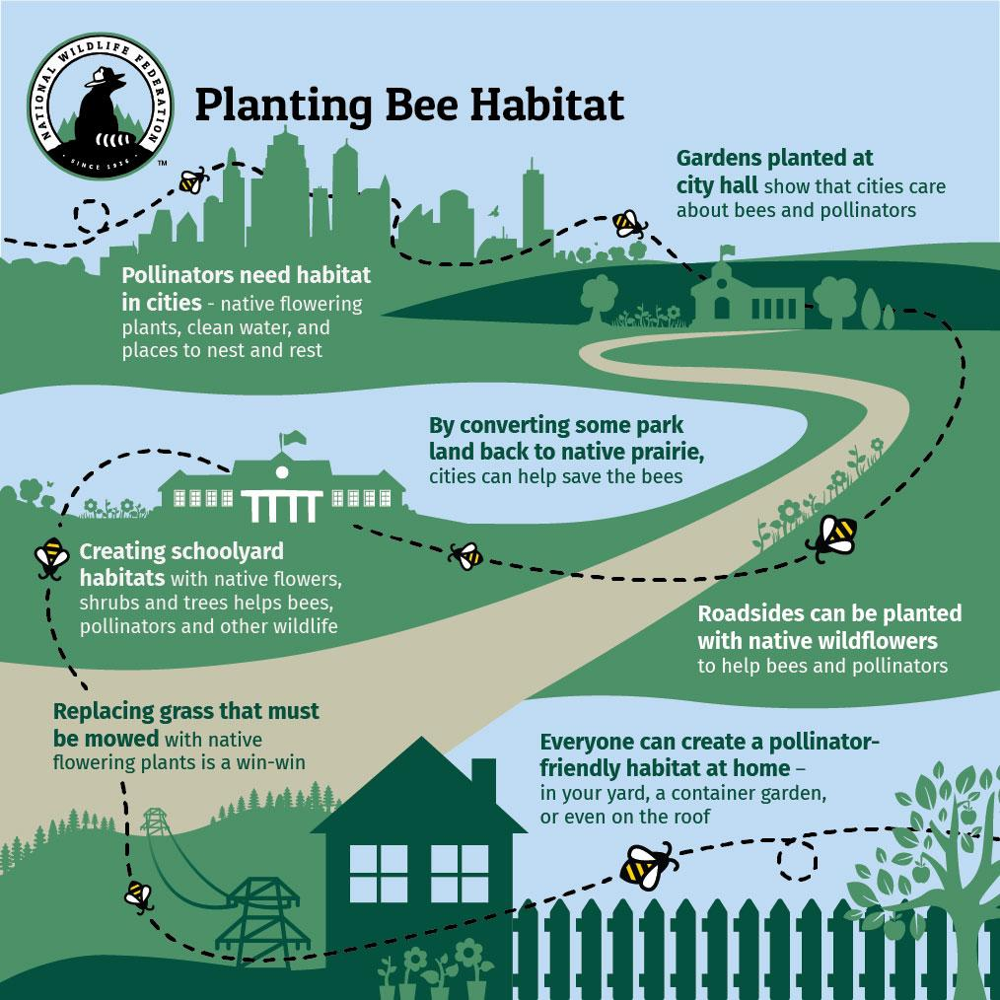 NATIONAL WILDLIFE FEDERATION
· SINCE 1936 ·
TM
Planting Bee Habitat
Gardens planted at
city hall show that cities care
about bees and pollinators
Pollinators need habitat
in cities - native flowering
plants, clean water, and
places to nest and rest
By converting some park
land back to native prairie,
cities can help save the bees
Creating schoolyard
habitats with native flowers,
shrubs and trees helps bees,
pollinators and other wildlife
Roadsides can be planted
with native wildflowers
to help bees and pollinators
Replacing grass that must
be mowed with native
flowering plants is a win-win
Everyone can create a pollinator-
friendly habitat at home –
in your yard, a container garden,
or even on the roof